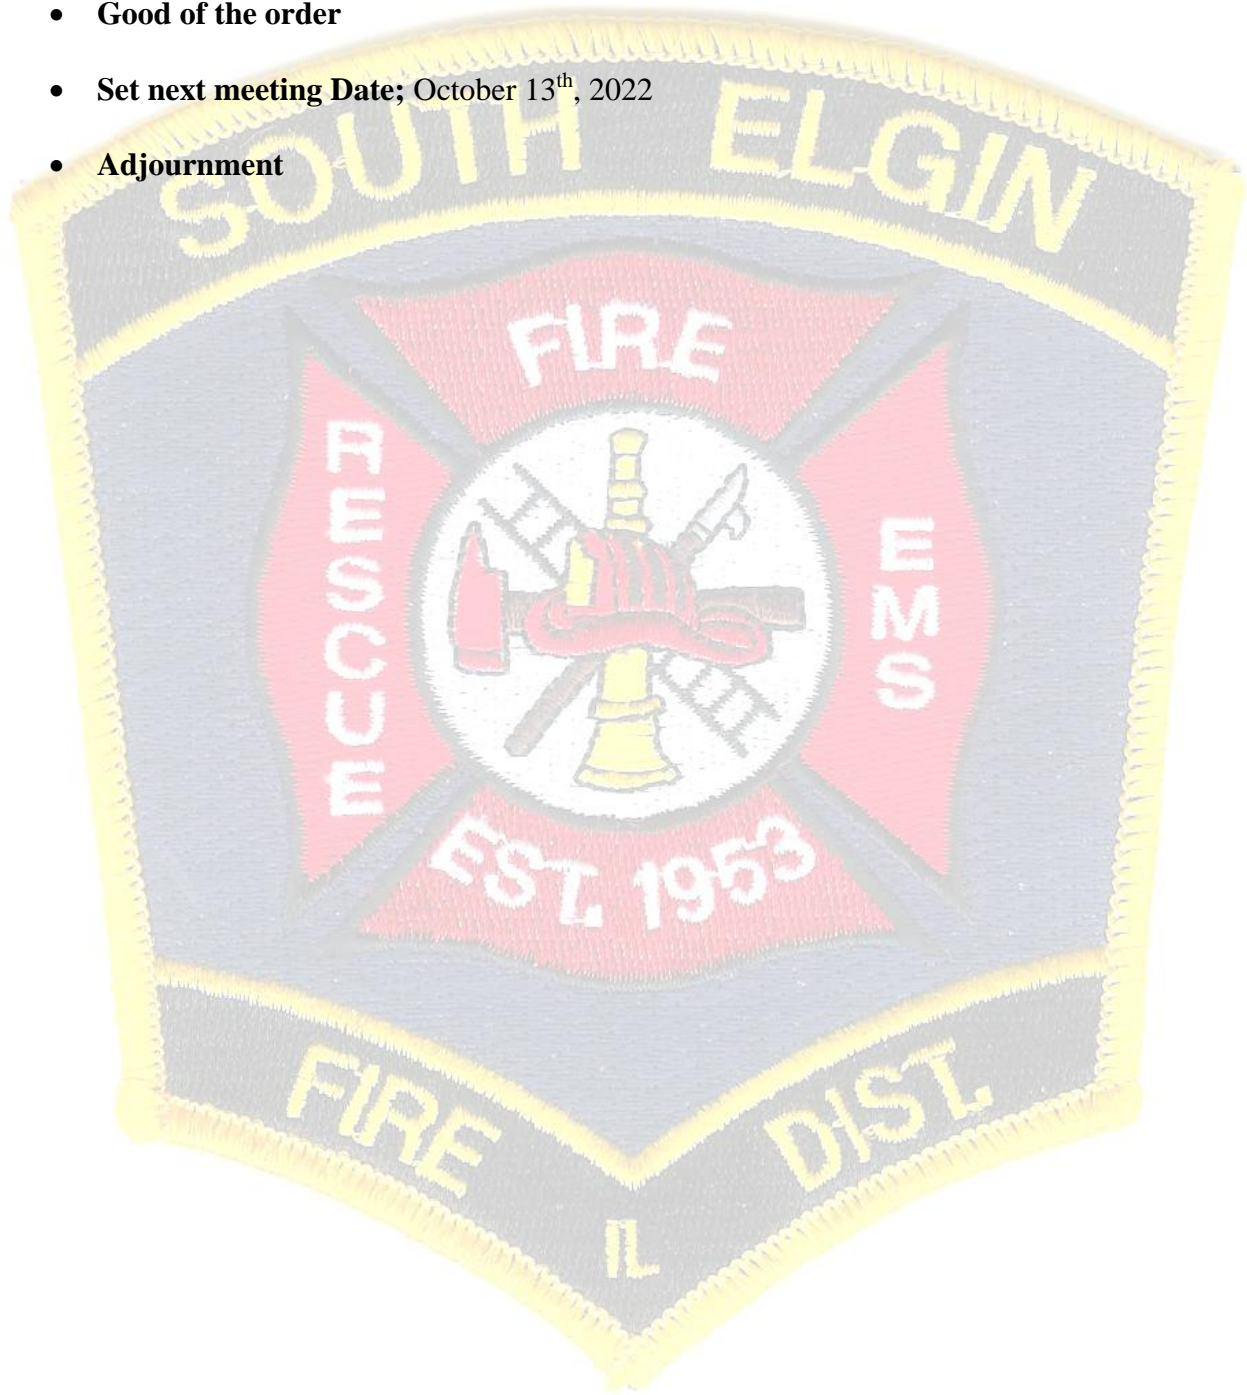 • Good of the order
• Set next meeting Date; October 13th, 2022
• Adjournment
SOUTH ELGIN
FIRE
RESCUE
EMS
EST. 1953
FIRE DIST.
IL